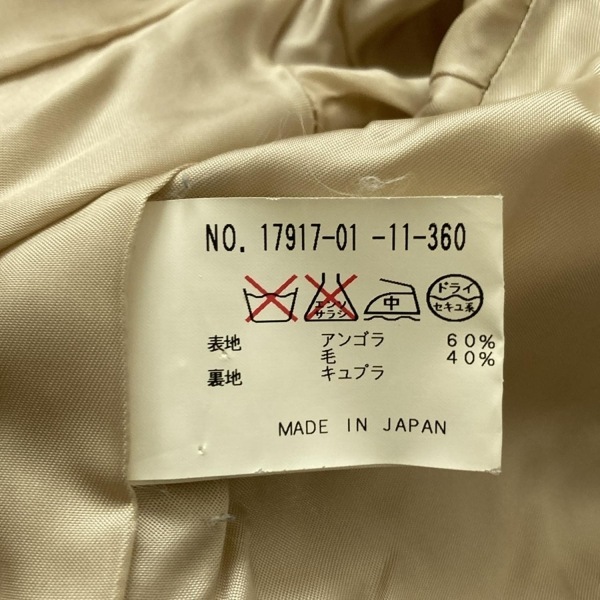 NO. 17917-01 -11-360
エンソ サラシ 中 ドライ セキユ系
表地 アンゴラ 60%
毛 40%
裏地 キュプラ
MADE IN JAPAN